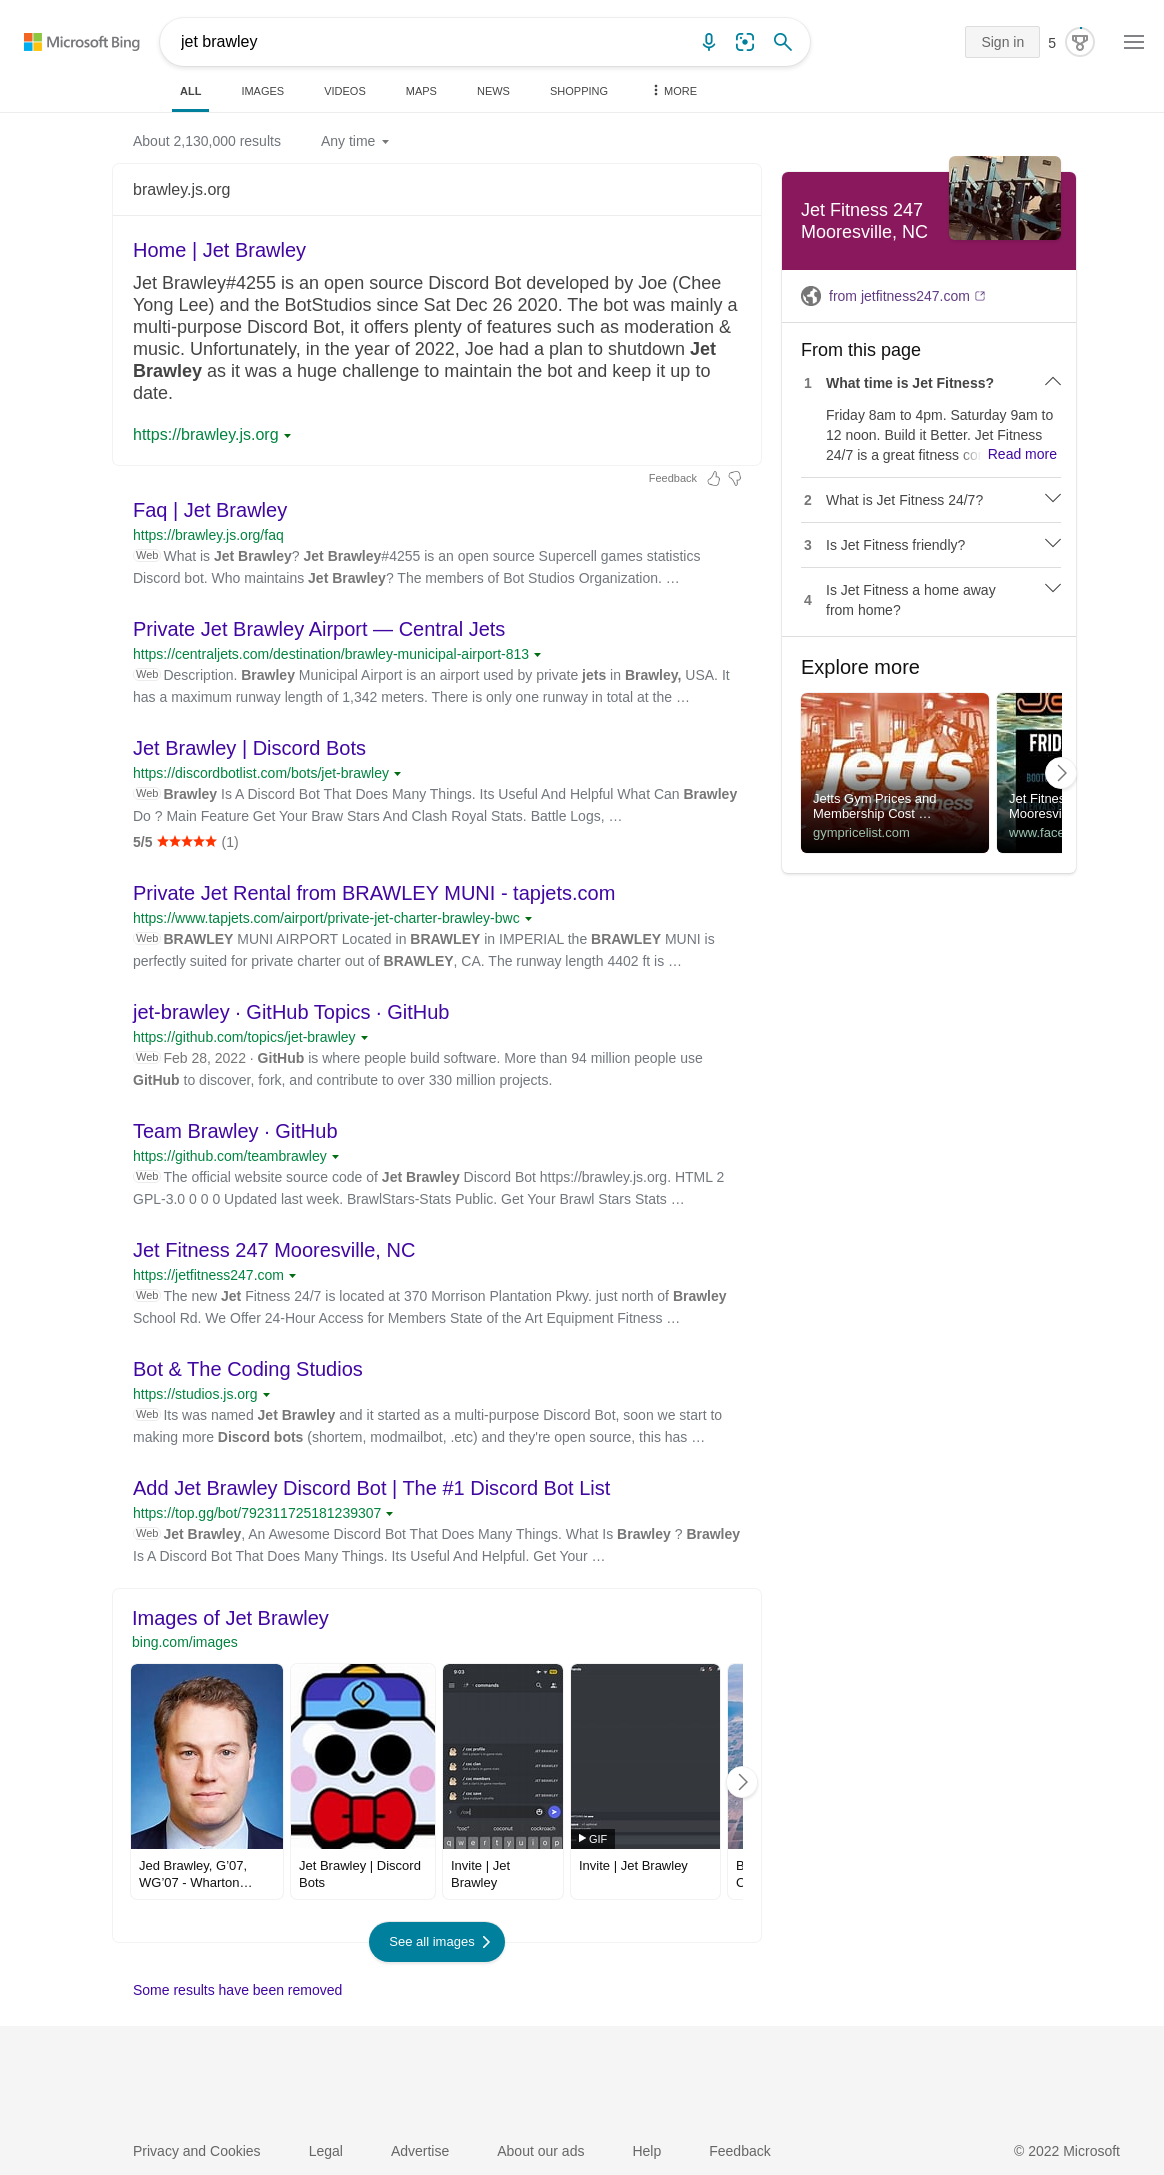 Microsoft Bing
jet brawley
Sign in
5
ALL
IMAGES
VIDEOS
MAPS
NEWS
SHOPPING
MORE
About 2,130,000 results
Any time
brawley.js.org
Home | Jet Brawley
Jet Brawley#4255 is an open source Discord Bot developed by Joe (Chee
Yong Lee) and the BotStudios since Sat Dec 26 2020. The bot was mainly a
multi-purpose Discord Bot, it offers plenty of features such as moderation &
music. Unfortunately, in the year of 2022, Joe had a plan to shutdown Jet
Brawley as it was a huge challenge to maintain the bot and keep it up to
date.
https://brawley.js.org
Feedback
Faq | Jet Brawley
https://brawley.js.org/faq
Web What is Jet Brawley? Jet Brawley#4255 is an open source Supercell games statistics
Discord bot. Who maintains Jet Brawley? The members of Bot Studios Organization. …
Private Jet Brawley Airport — Central Jets
https://centraljets.com/destination/brawley-municipal-airport-813
Web Description. Brawley Municipal Airport is an airport used by private jets in Brawley, USA. It
has a maximum runway length of 1,342 meters. There is only one runway in total at the …
Jet Brawley | Discord Bots
https://discordbotlist.com/bots/jet-brawley
Web Brawley Is A Discord Bot That Does Many Things. Its Useful And Helpful What Can Brawley
Do ? Main Feature Get Your Braw Stars And Clash Royal Stats. Battle Logs, …
5/5 ★★★★★ (1)
Private Jet Rental from BRAWLEY MUNI - tapjets.com
https://www.tapjets.com/airport/private-jet-charter-brawley-bwc
Web BRAWLEY MUNI AIRPORT Located in BRAWLEY in IMPERIAL the BRAWLEY MUNI is
perfectly suited for private charter out of BRAWLEY, CA. The runway length 4402 ft is …
jet-brawley · GitHub Topics · GitHub
https://github.com/topics/jet-brawley
Web Feb 28, 2022 · GitHub is where people build software. More than 94 million people use
GitHub to discover, fork, and contribute to over 330 million projects.
Team Brawley · GitHub
https://github.com/teambrawley
Web The official website source code of Jet Brawley Discord Bot https://brawley.js.org. HTML 2
GPL-3.0 0 0 0 Updated last week. BrawlStars-Stats Public. Get Your Brawl Stars Stats …
Jet Fitness 247 Mooresville, NC
https://jetfitness247.com
Web The new Jet Fitness 24/7 is located at 370 Morrison Plantation Pkwy. just north of Brawley
School Rd. We Offer 24-Hour Access for Members State of the Art Equipment Fitness …
Bot & The Coding Studios
https://studios.js.org
Web Its was named Jet Brawley and it started as a multi-purpose Discord Bot, soon we start to
making more Discord bots (shortem, modmailbot, .etc) and they're open source, this has …
Add Jet Brawley Discord Bot | The #1 Discord Bot List
https://top.gg/bot/792311725181239307
Web Jet Brawley, An Awesome Discord Bot That Does Many Things. What Is Brawley ? Brawley
Is A Discord Bot That Does Many Things. Its Useful And Helpful. Get Your …
Images of Jet Brawley
bing.com/images
9:03
commands
/ coc profile
JET BRAWLEY
/ coc clan
JET BRAWLEY
/ coc members
JET BRAWLEY
/ coc save
JET BRAWLEY
/coc
"coc" coconut cockroach
q w e r t y u i o p
GIF
Jed Brawley, G'07,
WG'07 - Wharton…
Jet Brawley | Discord
Bots
Invite | Jet
Brawley
Invite | Jet Brawley
See all images
Some results have been removed
Jet Fitness 247
Mooresville, NC
from jetfitness247.com
From this page
1 What time is Jet Fitness?
Friday 8am to 4pm. Saturday 9am to
12 noon. Build it Better. Jet Fitness
24/7 is a great fitness co Read more
2 What is Jet Fitness 24/7?
3 Is Jet Fitness friendly?
4 Is Jet Fitness a home away
from home?
Explore more
jetts
24 hour fitness
Jetts Gym Prices and
Membership Cost …
gympricelist.com
FRID
Jet Fitnes
Mooresvi
www.face
Privacy and Cookies
Legal
Advertise
About our ads
Help
Feedback
© 2022 Microsoft